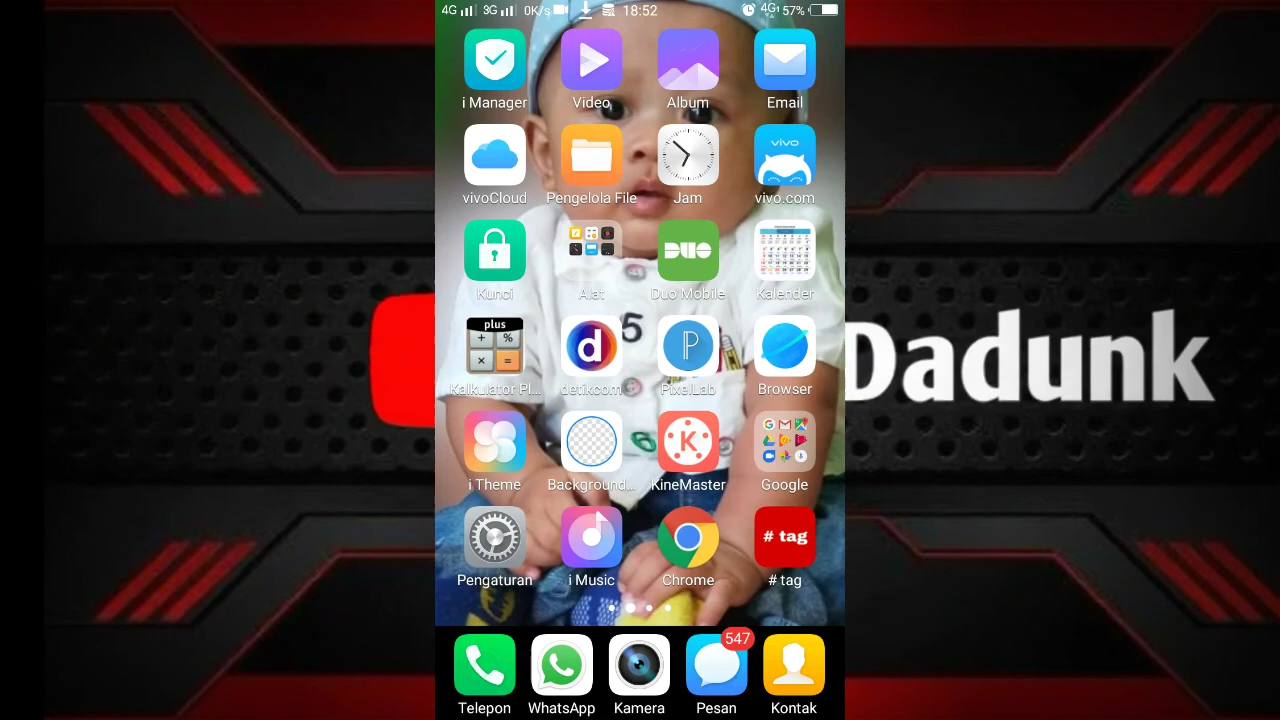 4G 3G 0K/s 18:52 4G 57%
i Manager Video Album Email
vivo
vivoCloud Pengelola File Jam vivo.com
DUO
Kunci Alat Duo Mobile Kalender
plus
+ %
× =
d P
Kalkulator Pl... detikcom PixelLab Browser
Dadunk
K
i Theme Background... KineMaster Google
# tag
Pengaturan i Music Chrome # tag
547
Telepon WhatsApp Kamera Pesan Kontak